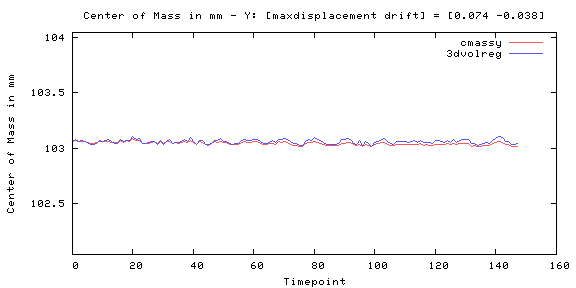 Center of Mass in mm - Y: [maxdisplacement drift] = [0.074 -0.038]
104
cmassy
3dvolreg
103.5
Center of Mass in mm
103
102.5
0 20 40 60 80 100 120 140 160
Timepoint